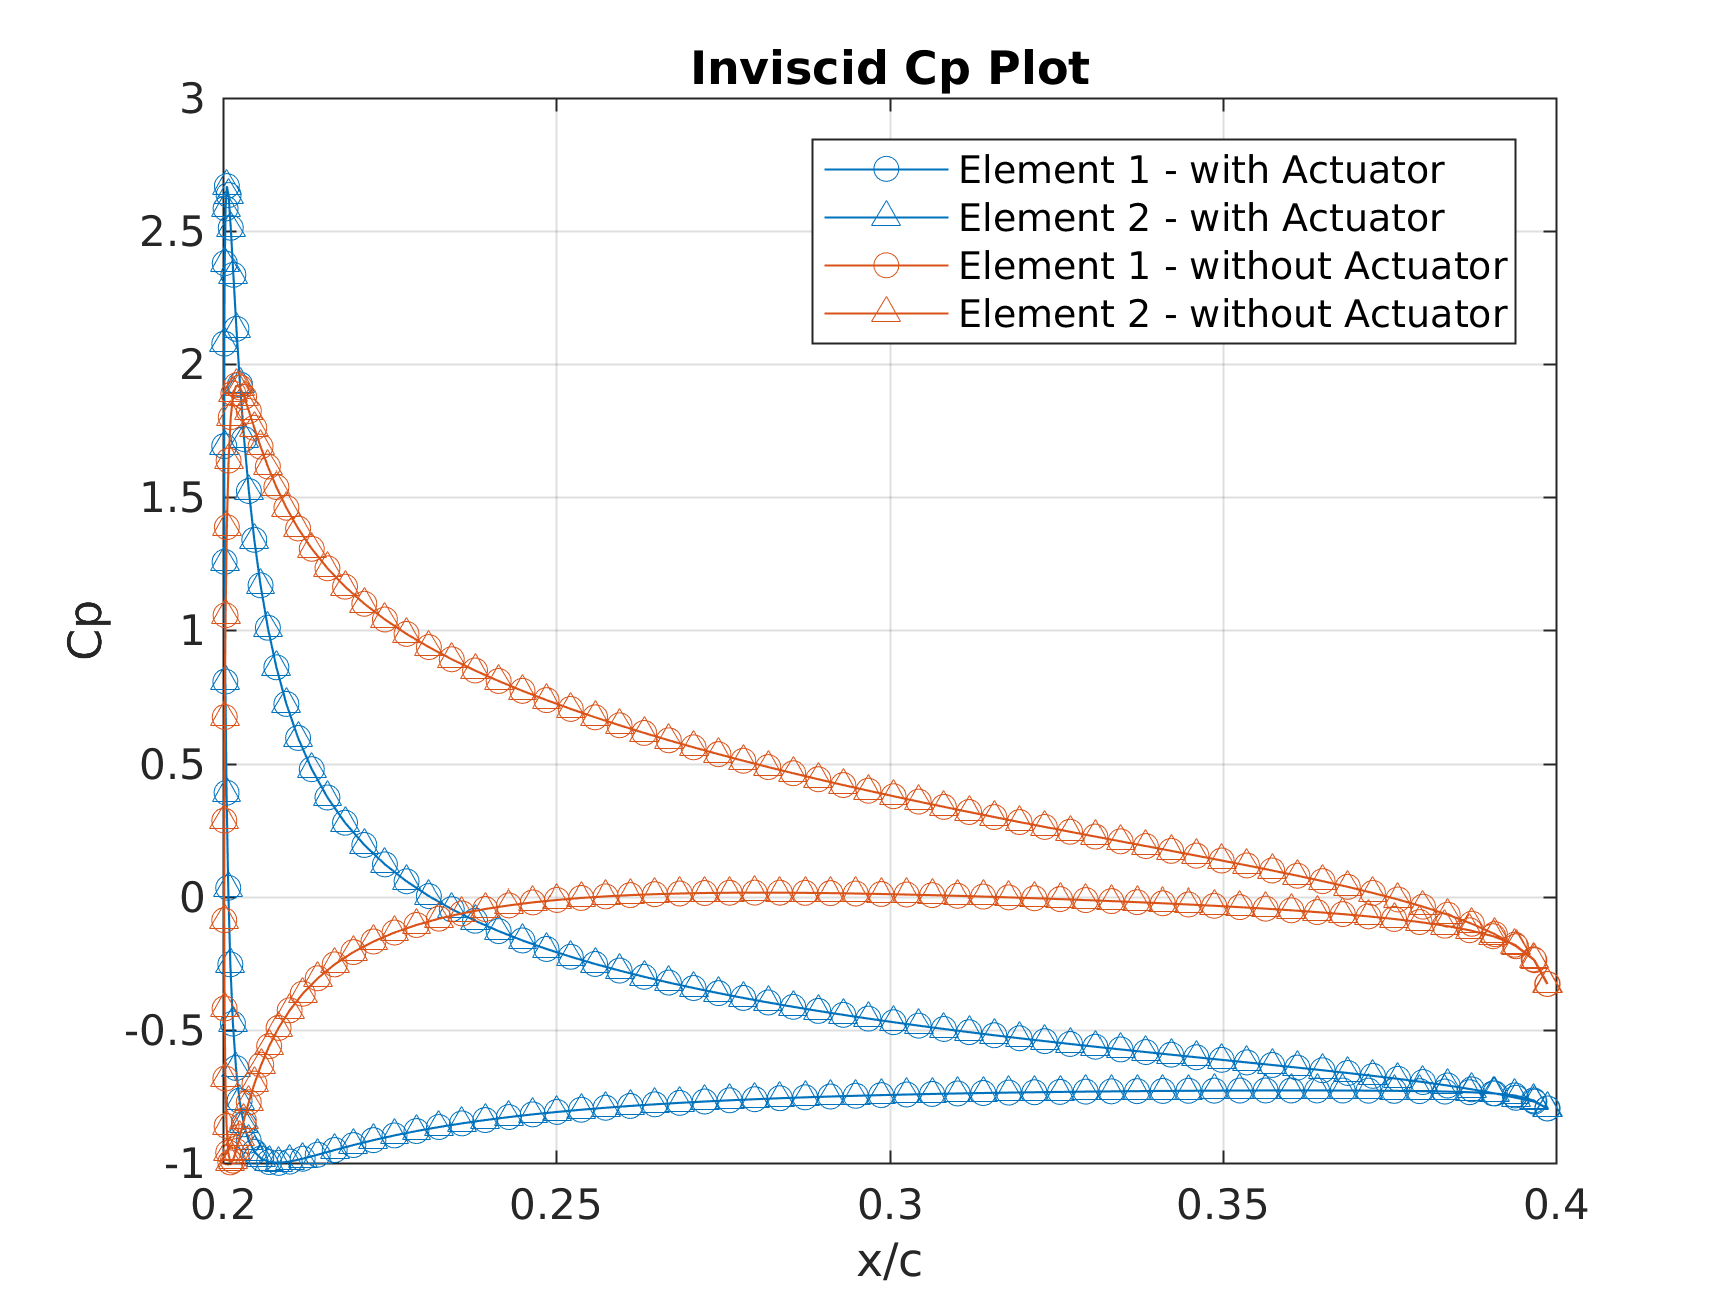 Inviscid Cp Plot
3
2.5
2
1.5
1
0.5
0
-0.5
-1
Cp
Element 1 - with Actuator
Element 2 - with Actuator
Element 1 - without Actuator
Element 2 - without Actuator
0.2 0.25 0.3 0.35 0.4
x/c